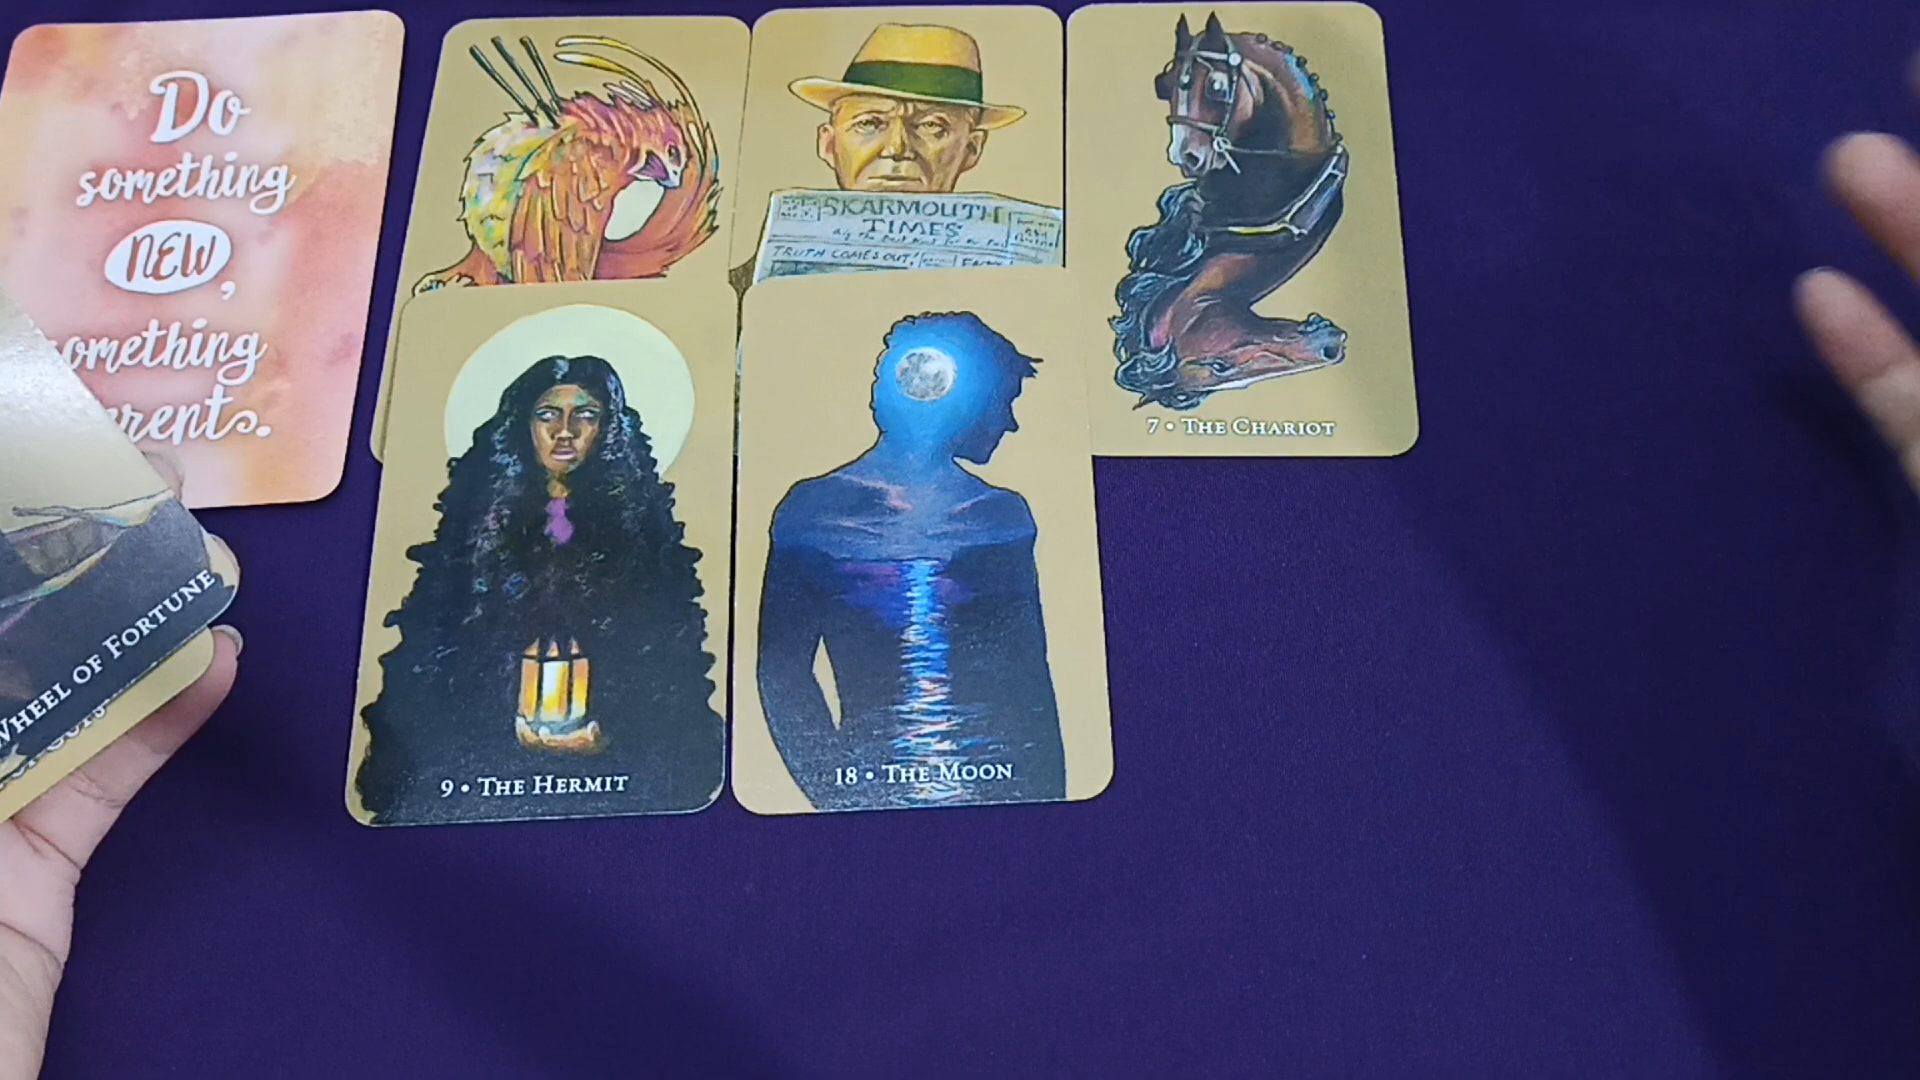 Do
something
NEW,
something
SKARMOUTH
TIMES
TRUTH COMES OUT!
7 • THE CHARIOT
WHEEL OF FORTUNE
9 • THE HERMIT
18 • THE MOON